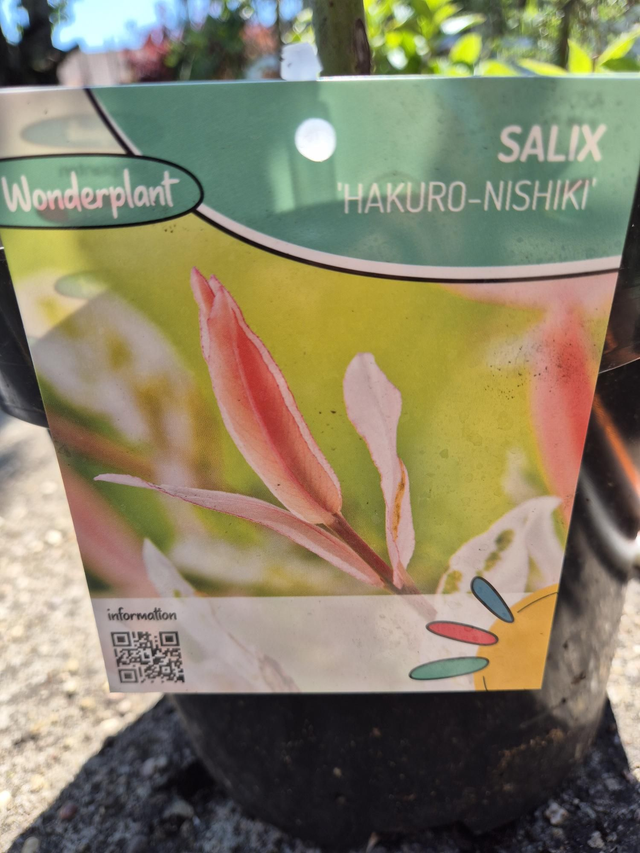 SALIX
Wonderplant
'HAKURO-NISHIKI'
information